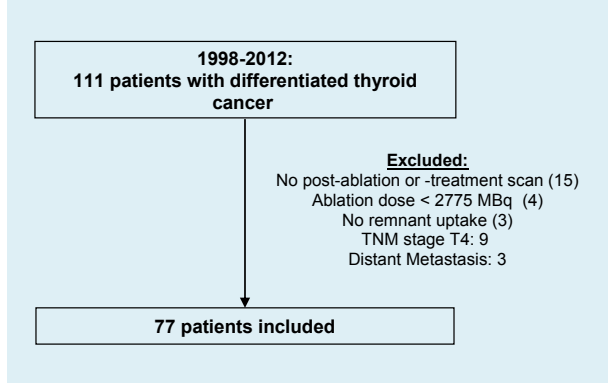 1998-2012:
111 patients with differentiated thyroid
cancer
Excluded:
No post-ablation or -treatment scan (15)
Ablation dose < 2775 MBq (4)
No remnant uptake (3)
TNM stage T4: 9
Distant Metastasis: 3
77 patients included